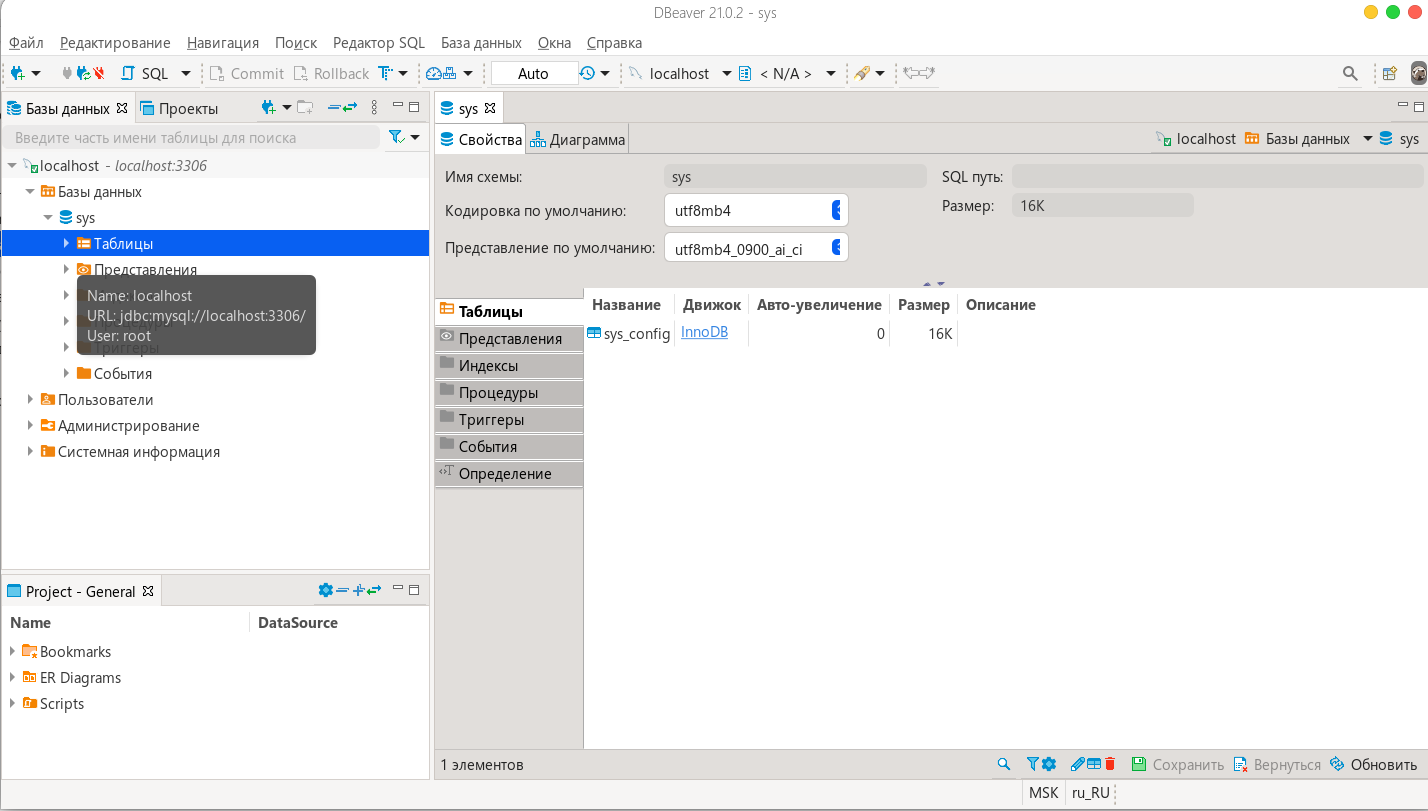 DBeaver 21.0.2 - sys
Файл Редактирование Навигация Поиск Редактор SQL База данных Окна Справка
SQL Commit Rollback Auto localhost < N/A >
Базы данных Проекты
Введите часть имени таблицы для поиска
localhost - localhost:3306
Базы данных
sys
Таблицы
Представления
Name: localhost
URL: jdbc:mysql://localhost:3306/
User: root
Процедуры
Триггеры
События
Пользователи
Администрирование
Системная информация
Project - General
Name DataSource
Bookmarks
ER Diagrams
Scripts
sys
Свойства Диаграмма localhost Базы данных sys
Имя схемы: sys SQL путь:
Кодировка по умолчанию: utf8mb4 Размер: 16K
Представление по умолчанию: utf8mb4_0900_ai_ci
Таблицы
Представления
Индексы
Процедуры
Триггеры
События
Определение
Название Движок Авто-увеличение Размер Описание
sys_config InnoDB 0 16K
1 элементов Сохранить Вернуться Обновить
MSK ru_RU